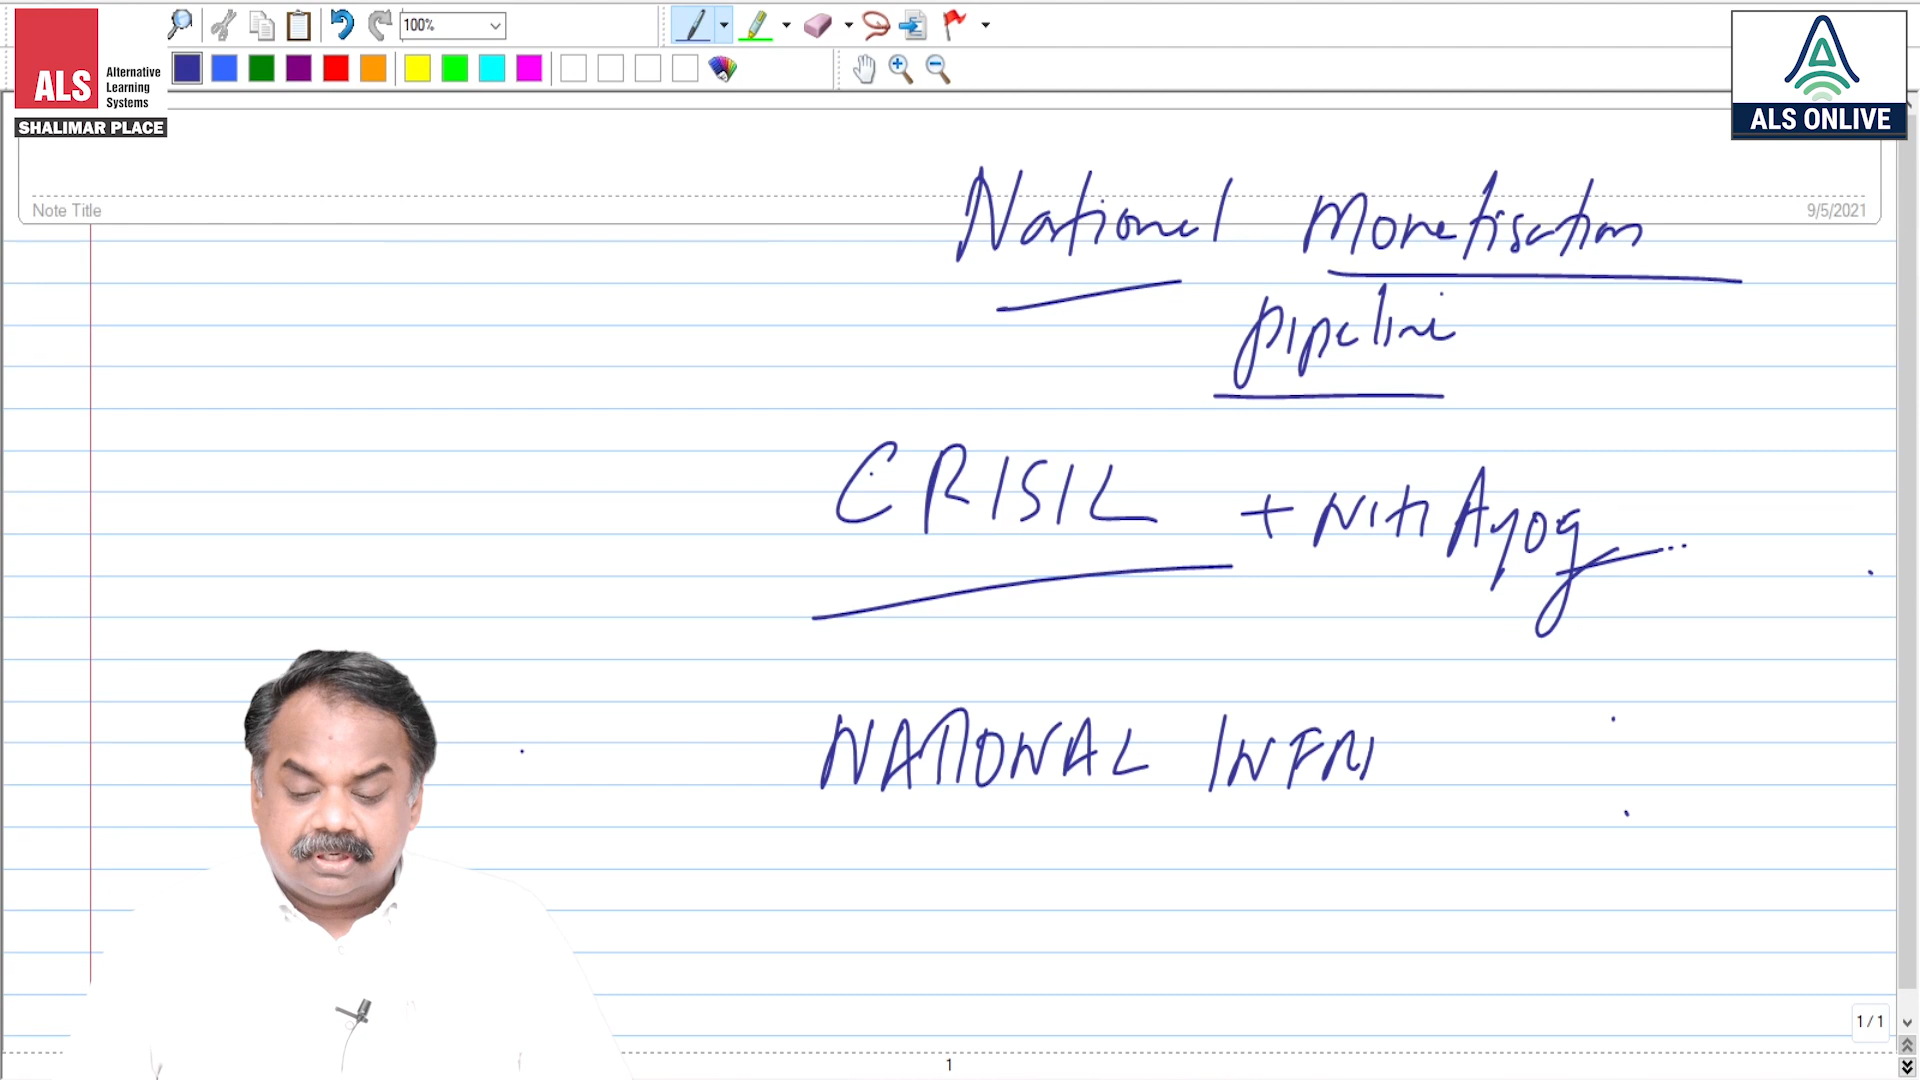 100%
ALS
Alternative
Learning
Systems
SHALIMAR PLACE
ALS ONLIVE
Note Title
9/5/2021
National Monetisation
pipeline
CRISIL + Niti Ayog
NATIONAL INFR
1/1
1